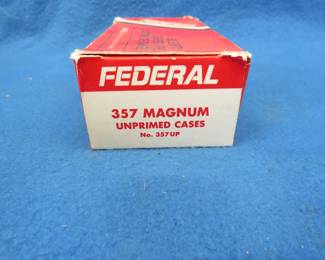 FEDERAL
357 MAGNUM
UNPRIMED CASES
No. 357UP